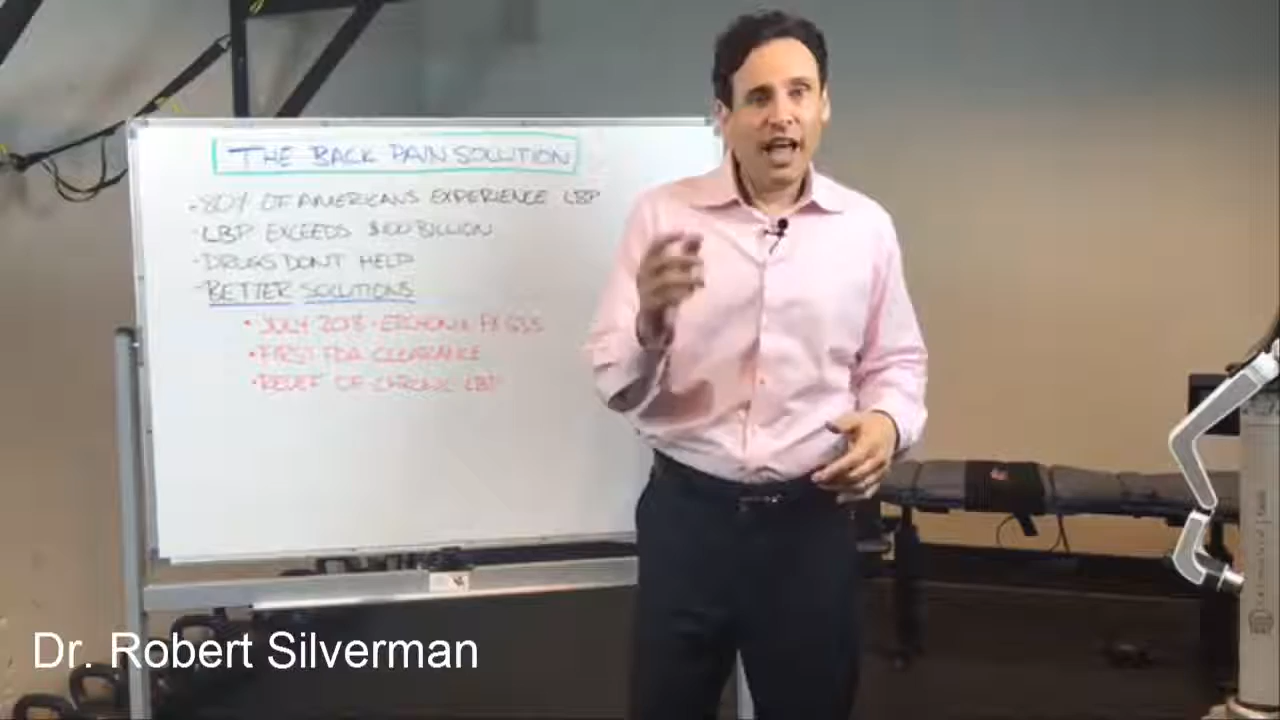 THE BACK PAIN SOLUTION
- 80% OF AMERICANS EXPERIENCE LBP
- LBP EXCEEDS $100 BILLION
- DRUGS DON'T HELP
- BETTER SOLUTIONS
• JULY 2018 - ERCHONIA FX 635
• FIRST FDA CLEARANCE
• RELIEF OF CHRONIC LBP
Dr. Robert Silverman